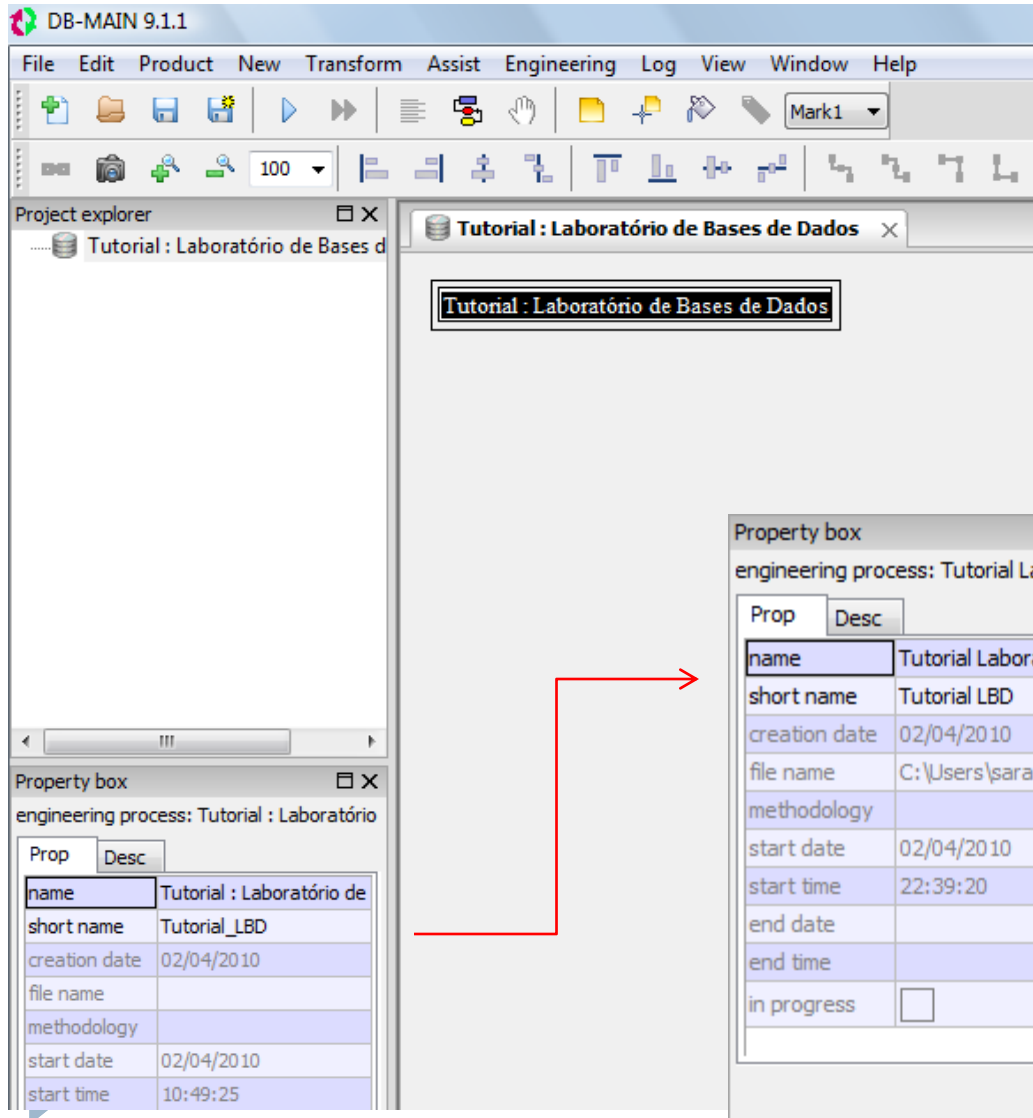 DB-MAIN 9.1.1
File Edit Product New Transform Assist Engineering Log View Window Help
Mark1
100
Project explorer
Tutorial : Laboratório de Bases d
Tutorial : Laboratório de Bases de Dados
Tutorial : Laboratório de Bases de Dados
Property box
engineering process: Tutorial : Laboratório
Prop Desc
name Tutorial : Laboratório de
short name Tutorial_LBD
creation date 02/04/2010
file name
methodology
start date 02/04/2010
start time 10:49:25
Property box
engineering process: Tutorial La
Prop Desc
name Tutorial Labora
short name Tutorial LBD
creation date 02/04/2010
file name C:\Users\sara
methodology
start date 02/04/2010
start time 22:39:20
end date
end time
in progress